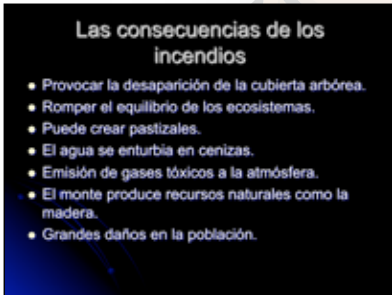 Las consecuencias de los
incendios
● Provocar la desaparición de la cubierta arbórea.
● Romper el equilibrio de los ecosistemas.
● Puede crear pastizales.
● El agua se enturbia en cenizas.
● Emisión de gases tóxicos a la atmósfera.
● El monte produce recursos naturales como la
madera.
● Grandes daños en la población.